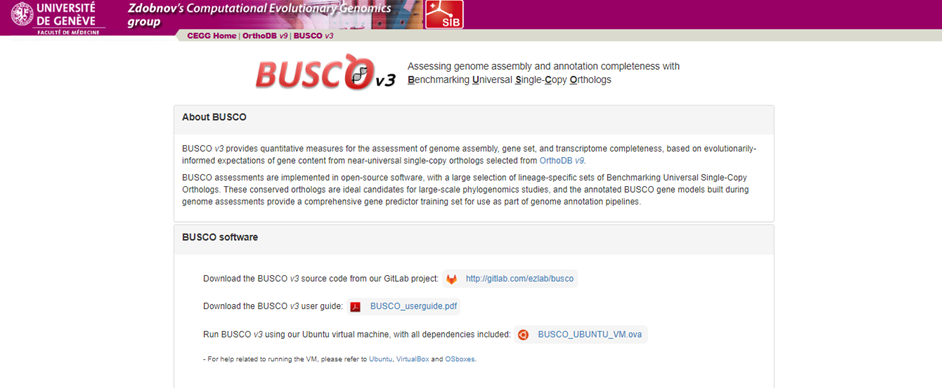 UNIVERSITÉ
DE GENÈVE
FACULTÉ DE MÉDECINE
Zdobnov's Computational Evolutionary Genomics
group
SIB
CEGG Home | OrthoDB v9 | BUSCO v3
BUSCO v3
Assessing genome assembly and annotation completeness with
Benchmarking Universal Single-Copy Orthologs
About BUSCO
BUSCO v3 provides quantitative measures for the assessment of genome assembly, gene set, and transcriptome completeness, based on evolutionarily-
informed expectations of gene content from near-universal single-copy orthologs selected from OrthoDB v9.
BUSCO assessments are implemented in open-source software, with a large selection of lineage-specific sets of Benchmarking Universal Single-Copy
Orthologs. These conserved orthologs are ideal candidates for large-scale phylogenomics studies, and the annotated BUSCO gene models built during
genome assessments provide a comprehensive gene predictor training set for use as part of genome annotation pipelines.
BUSCO software
Download the BUSCO v3 source code from our GitLab project: http://gitlab.com/ezlab/busco
Download the BUSCO v3 user guide: BUSCO_userguide.pdf
Run BUSCO v3 using our Ubuntu virtual machine, with all dependencies included: BUSCO_UBUNTU_VM.ova
- For help related to running the VM, please refer to Ubuntu, VirtualBox and OSboxes.